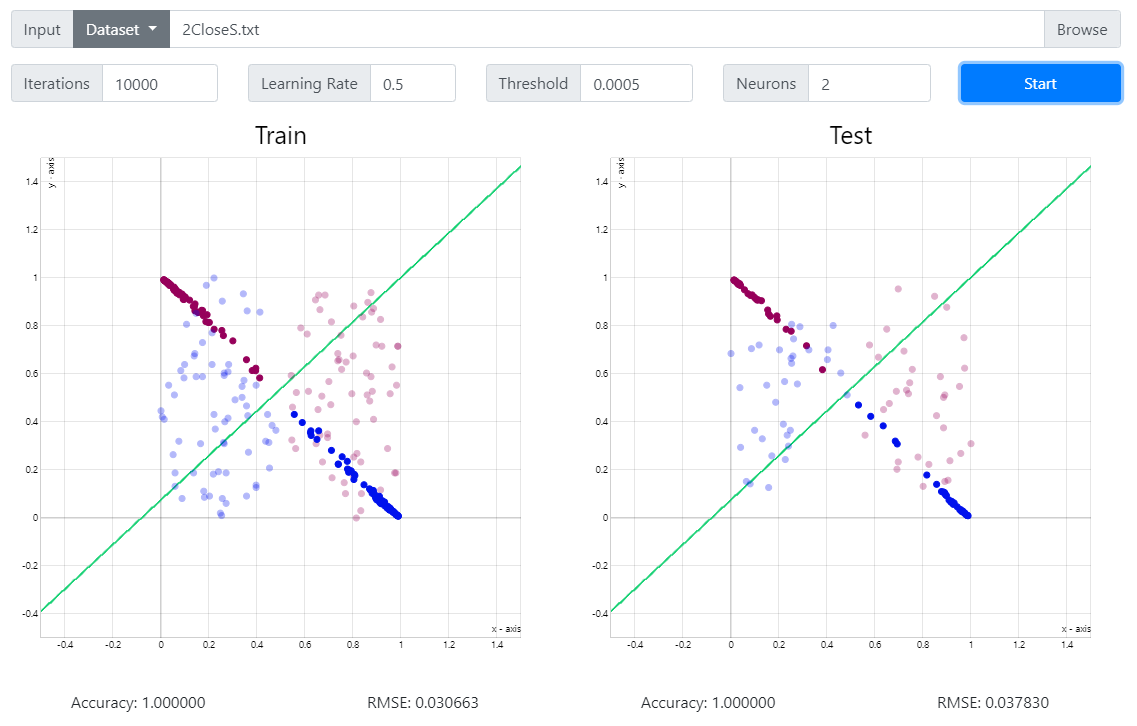 Input Dataset 2CloseS.txt Browse
Iterations 10000 Learning Rate 0.5 Threshold 0.0005 Neurons 2 Start
Train Test
y - axis y - axis
1.4 1.4
1.2 1.2
1 1
0.8 0.8
0.6 0.6
0.4 0.4
0.2 0.2
0 0
-0.2 -0.2
-0.4 -0.4
x - axis x - axis
-0.4 -0.2 0 0.2 0.4 0.6 0.8 1 1.2 1.4 -0.4 -0.2 0 0.2 0.4 0.6 0.8 1 1.2 1.4
Accuracy: 1.000000 RMSE: 0.030663 Accuracy: 1.000000 RMSE: 0.037830